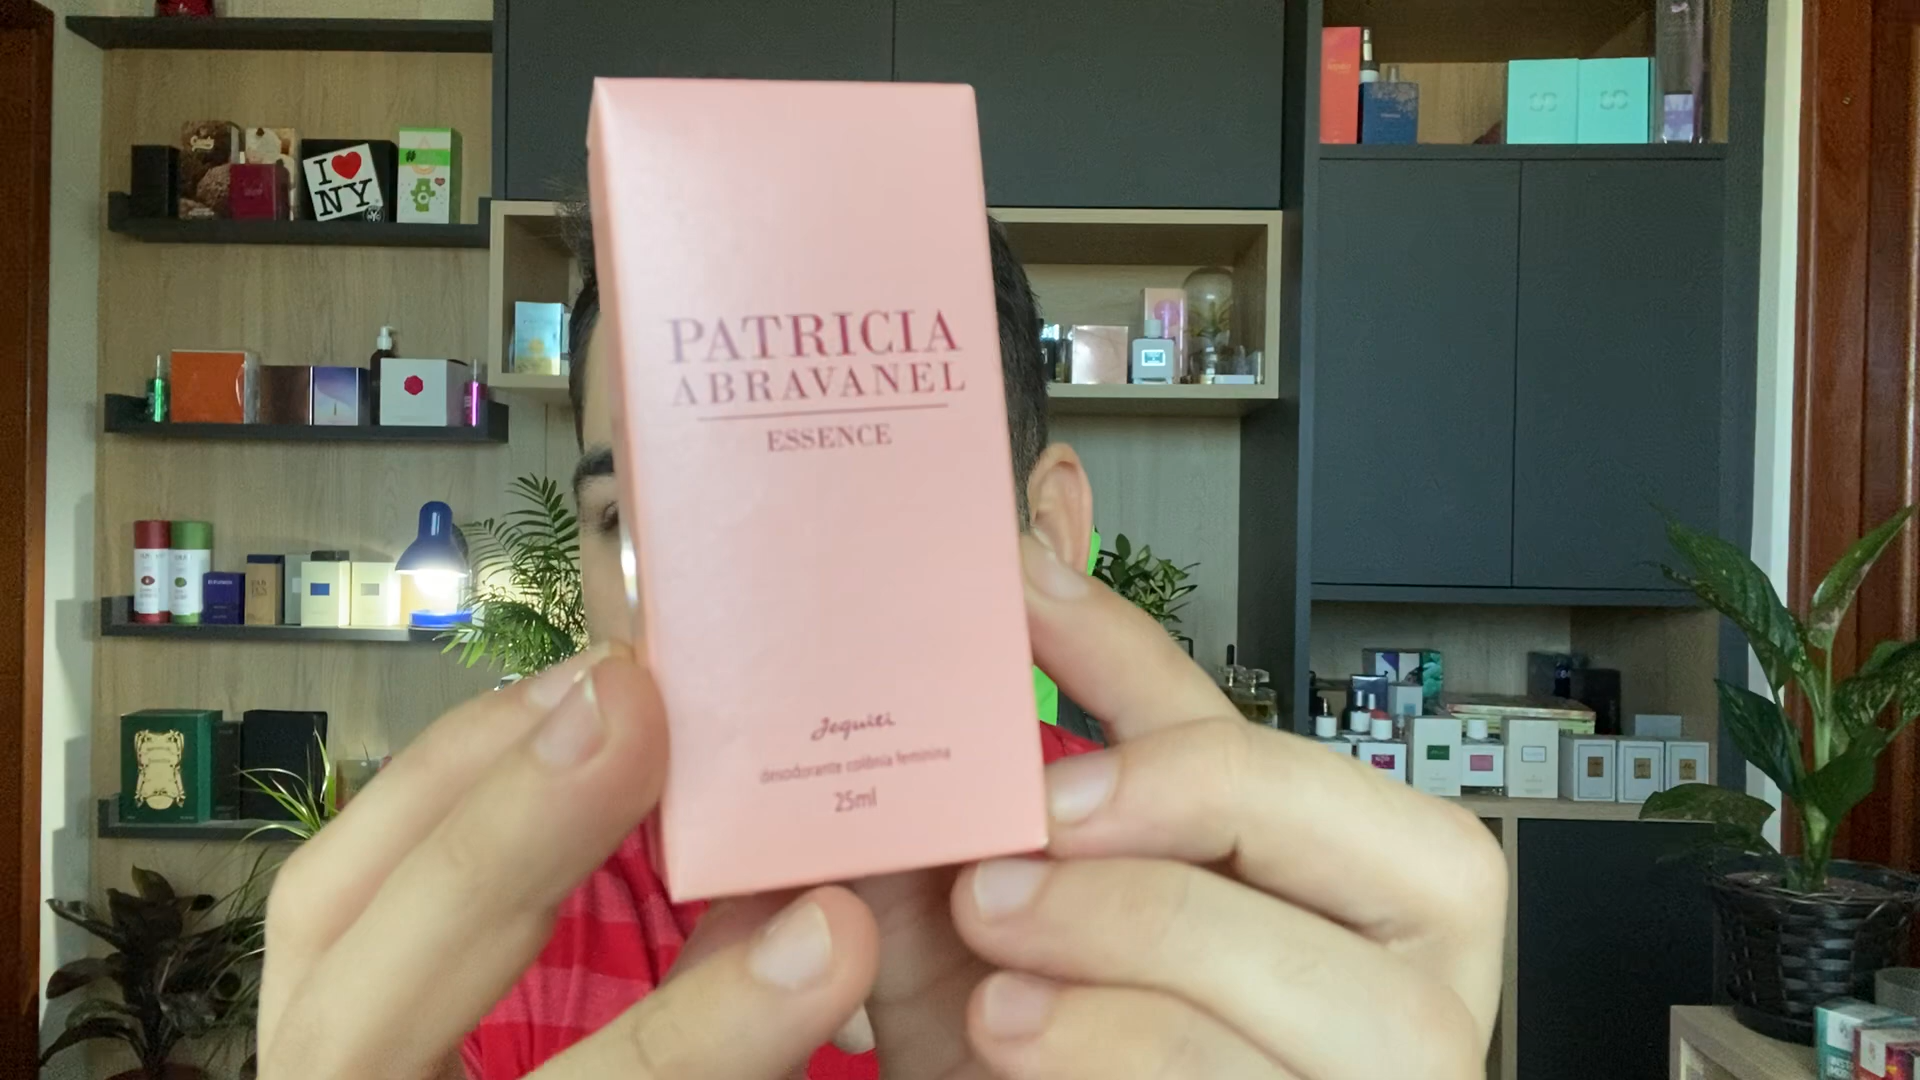 PATRICIA
ABRAVANEL
ESSENCE
Jequiti
desodorante colônia feminina
25ml
I ❤ NY